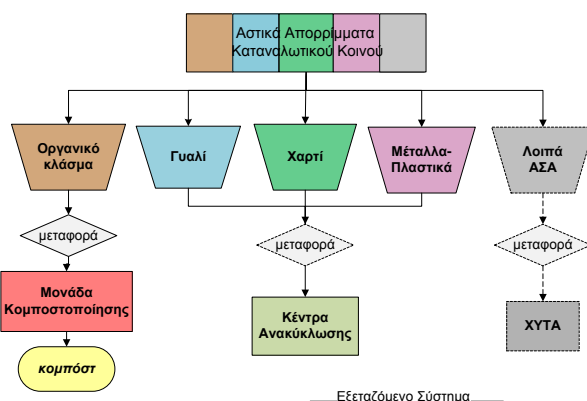 Αστικά Απορρίμματα
Καταναλωτικού Κοινού
Οργανικό
κλάσμα
Γυαλί
Χαρτί
Μέταλλα-
Πλαστικά
Λοιπά
ΑΣΑ
μεταφορά
μεταφορά
μεταφορά
Μονάδα
Κομποστοποίησης
Κέντρα
Ανακύκλωσης
ΧΥΤΑ
κομπόστ
Εξεταζόμενο Σύστημα